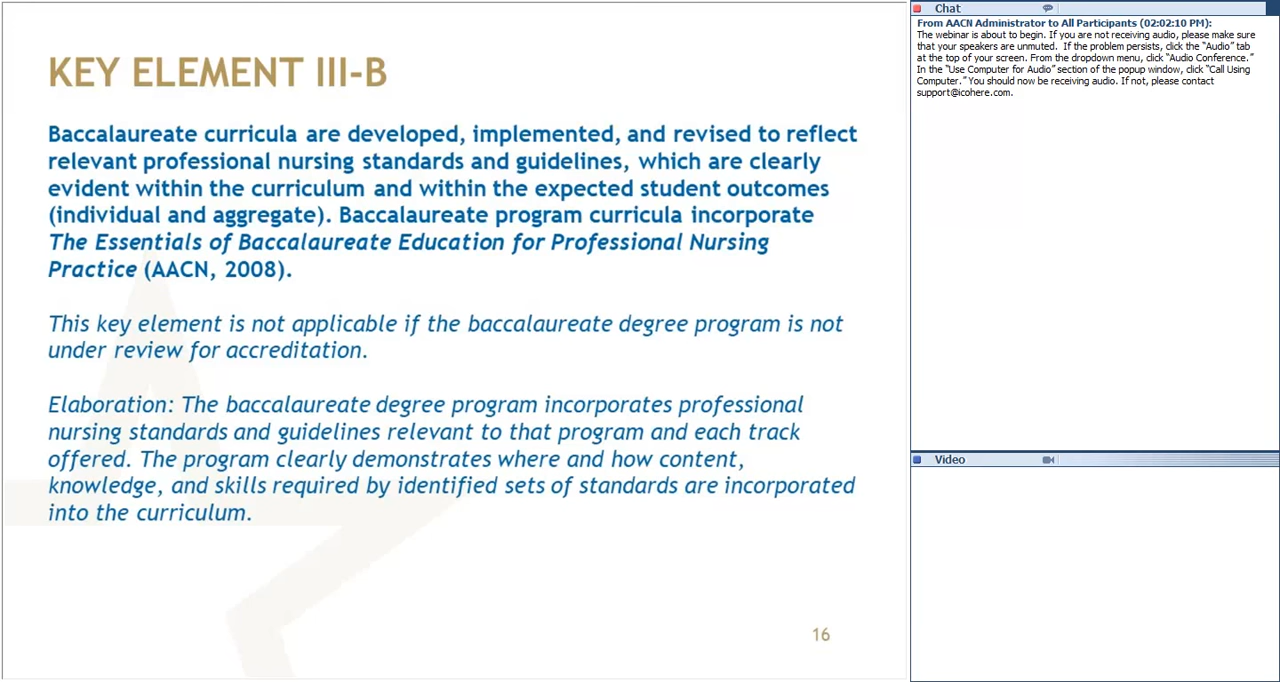 KEY ELEMENT III-B
Baccalaureate curricula are developed, implemented, and revised to reflect
relevant professional nursing standards and guidelines, which are clearly
evident within the curriculum and within the expected student outcomes
(individual and aggregate). Baccalaureate program curricula incorporate
The Essentials of Baccalaureate Education for Professional Nursing
Practice (AACN, 2008).
This key element is not applicable if the baccalaureate degree program is not
under review for accreditation.
Elaboration: The baccalaureate degree program incorporates professional
nursing standards and guidelines relevant to that program and each track
offered. The program clearly demonstrates where and how content,
knowledge, and skills required by identified sets of standards are incorporated
into the curriculum.
16
Chat
From AACN Administrator to All Participants (02:02:10 PM):
The webinar is about to begin. If you are not receiving audio, please make sure
that your speakers are unmuted.  If the problem persists, click the “Audio” tab
at the top of your screen. From the dropdown menu, click “Audio Conference.”
In the “Use Computer for Audio” section of the popup window, click “Call Using
Computer.” You should now be receiving audio. If not, please contact
support@icohere.com.
Video